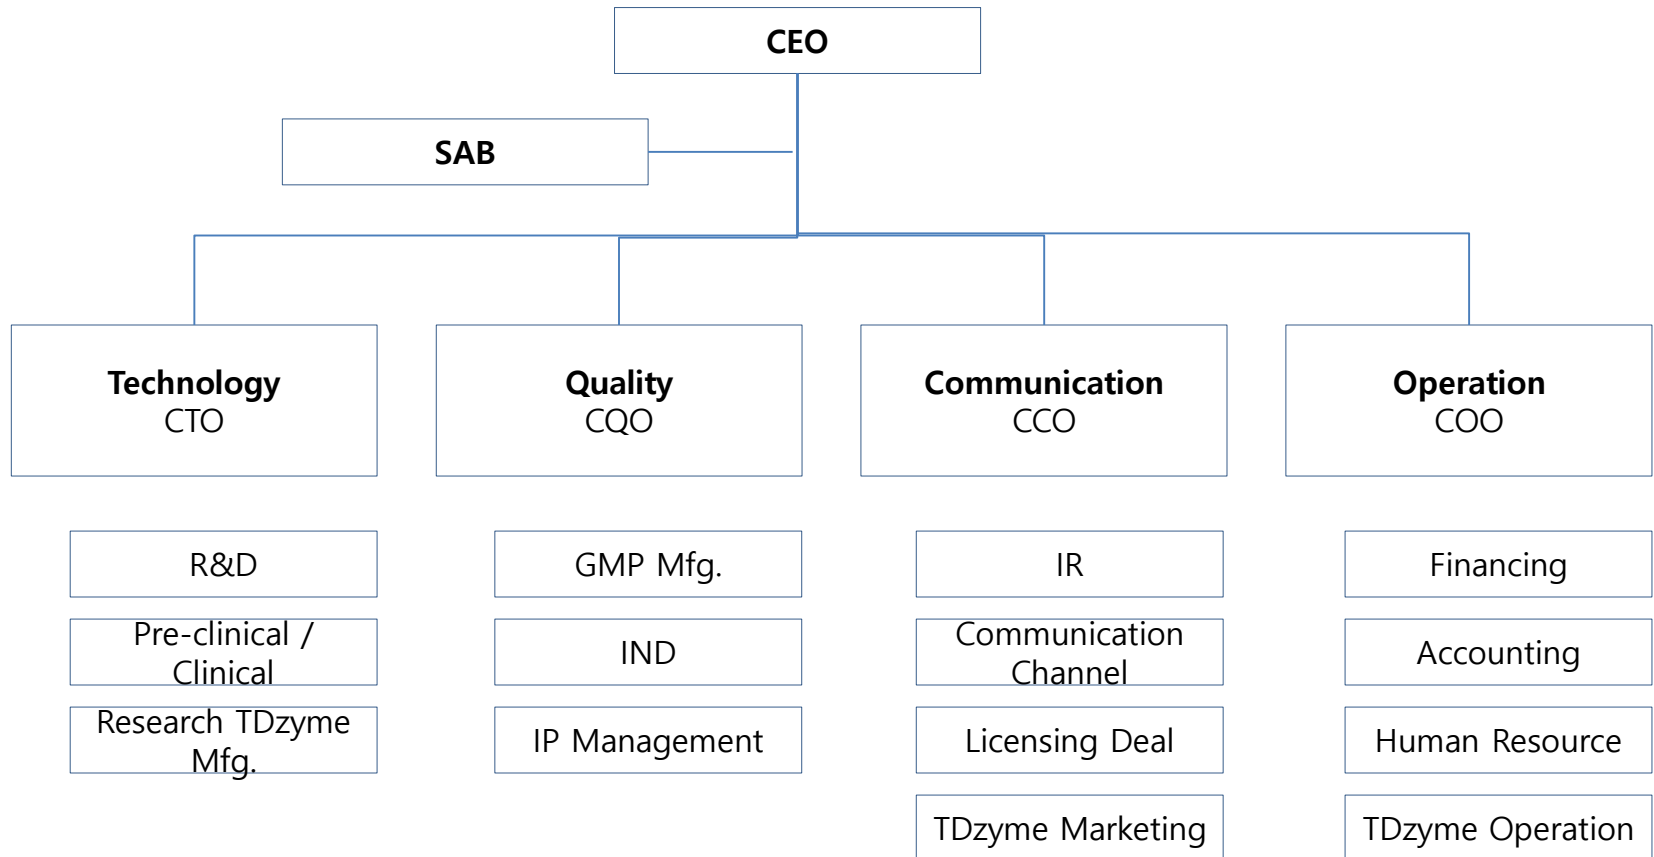 CEO
SAB
Technology
CTO
Quality
CQO
Communication
CCO
Operation
COO
R&D
Pre-clinical /
Clinical
Research TDzyme
Mfg.
GMP Mfg.
IND
IP Management
IR
Communication
Channel
Licensing Deal
TDzyme Marketing
Financing
Accounting
Human Resource
TDzyme Operation